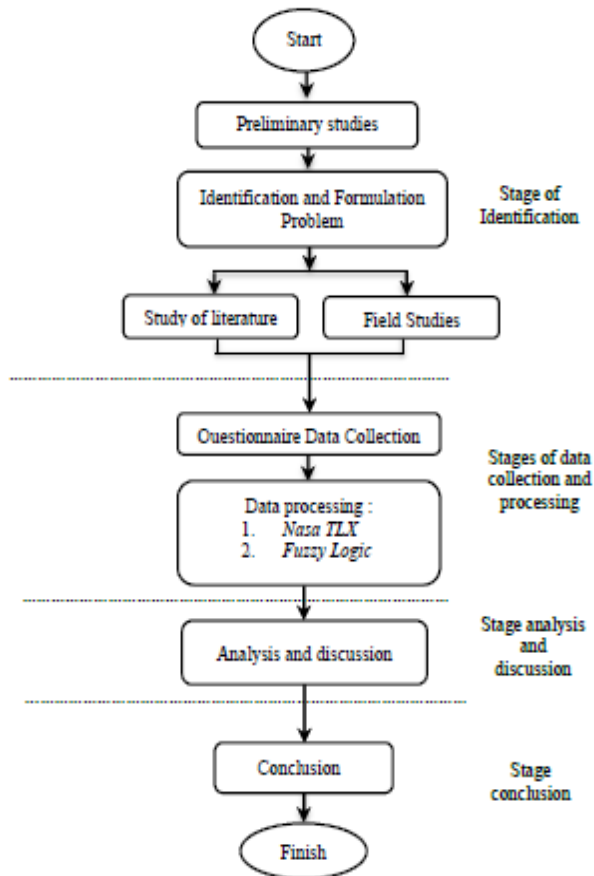 Start
Preliminary studies
Identification and Formulation
Problem
Stage of
Identification
Study of literature
Field Studies
Ouestionnaire Data Collection
Stages of data
collection and
processing
Data processing :
1. Nasa TLX
2. Fuzzy Logic
Analysis and discussion
Stage analysis
and
discussion
Conclusion
Stage
conclusion
Finish